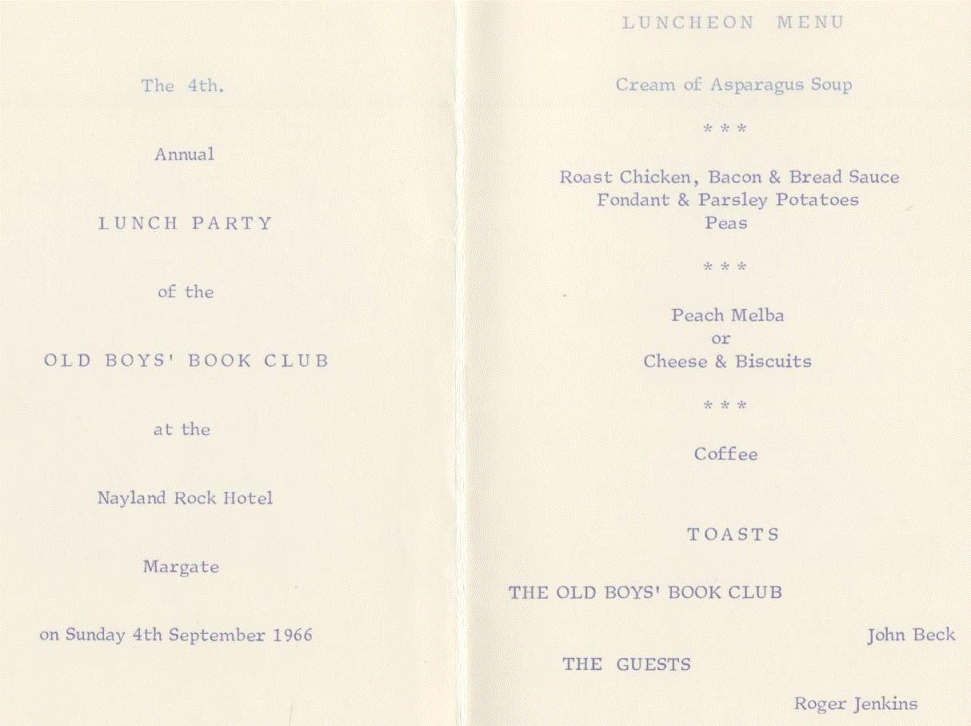 The 4th.
Annual
LUNCH PARTY
of the
OLD BOYS' BOOK CLUB
at the
Nayland Rock Hotel
Margate
on Sunday 4th September 1966
LUNCHEON MENU
Cream of Asparagus Soup
* * *
Roast Chicken, Bacon & Bread Sauce
Fondant & Parsley Potatoes
Peas
* * *
Peach Melba
or
Cheese & Biscuits
* * *
Coffee
TOASTS
THE OLD BOYS' BOOK CLUB
John Beck
THE GUESTS
Roger Jenkins